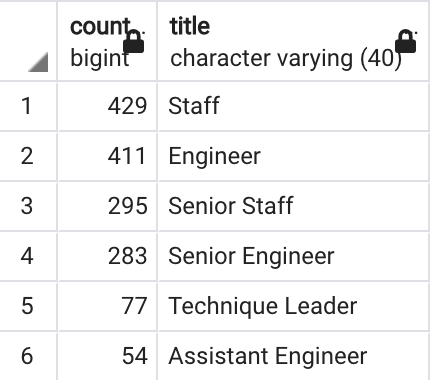 count title
bigint character varying (40)
1 429 Staff
2 411 Engineer
3 295 Senior Staff
4 283 Senior Engineer
5 77 Technique Leader
6 54 Assistant Engineer